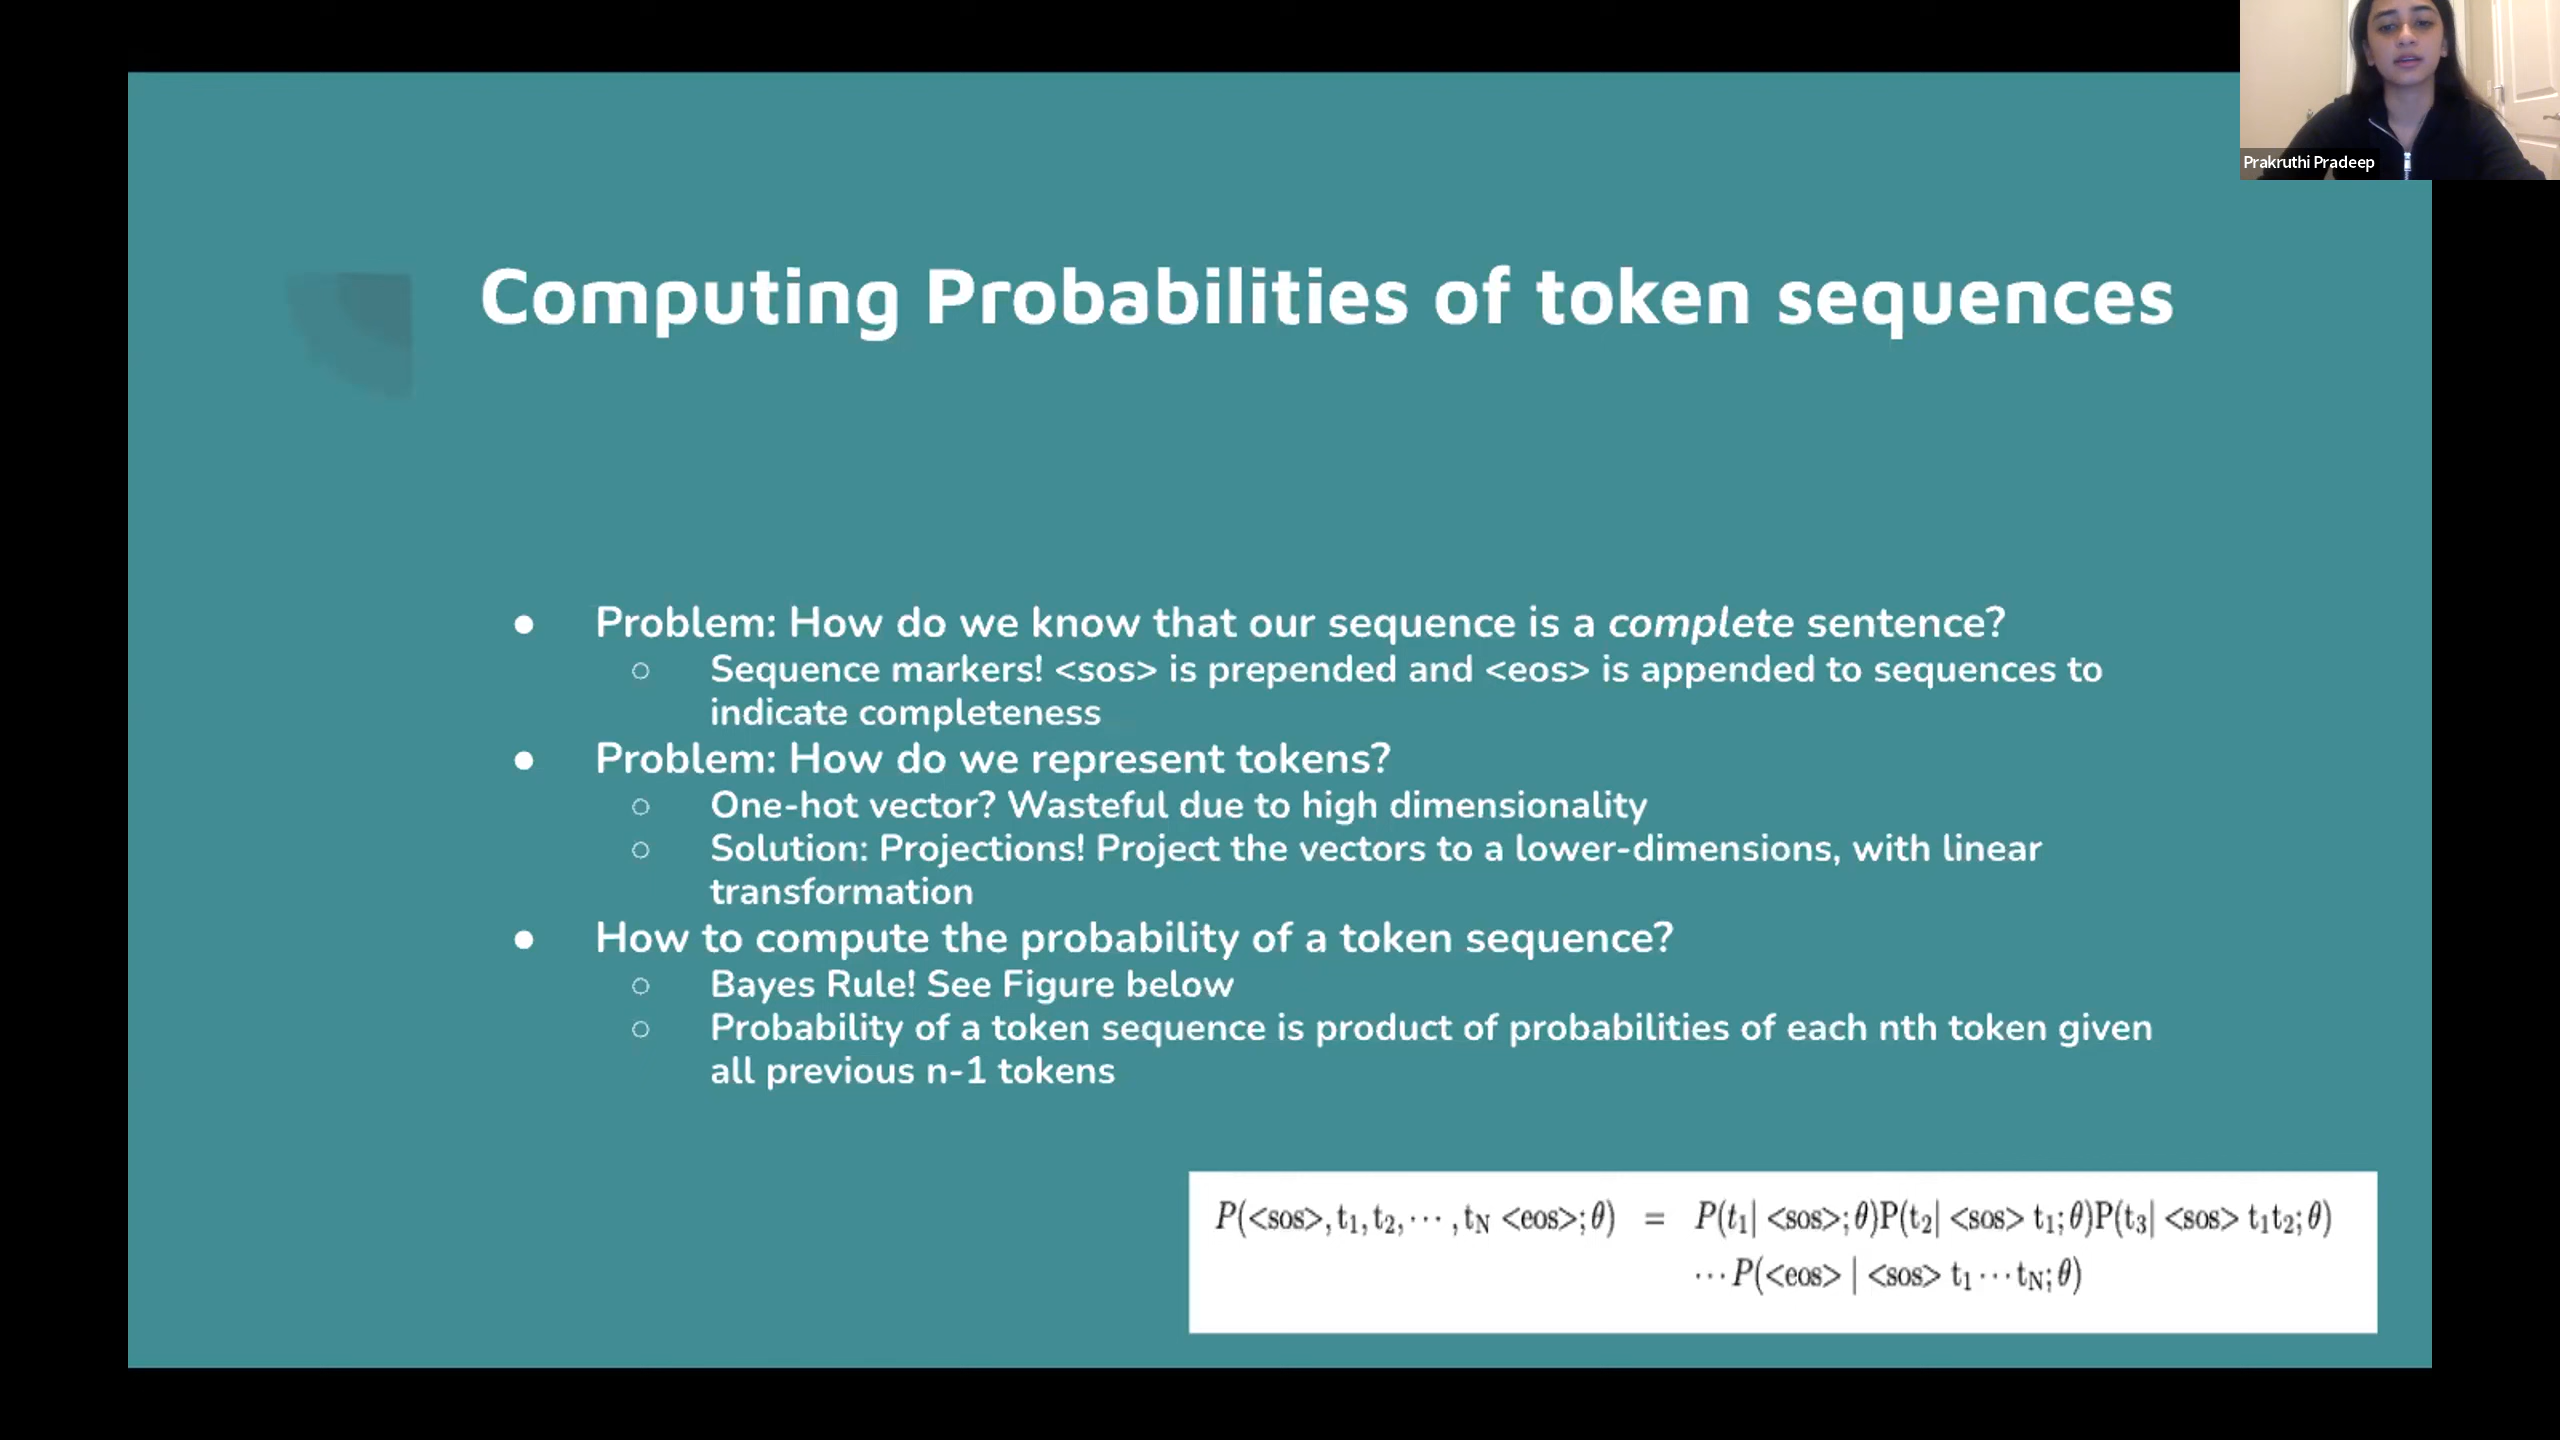 Prakruthi Pradeep
Computing Probabilities of token sequences
● Problem: How do we know that our sequence is a complete sentence?
○ Sequence markers! <sos> is prepended and <eos> is appended to sequences to
indicate completeness
● Problem: How do we represent tokens?
○ One-hot vector? Wasteful due to high dimensionality
○ Solution: Projections! Project the vectors to a lower-dimensions, with linear
transformation
● How to compute the probability of a token sequence?
○ Bayes Rule! See Figure below
○ Probability of a token sequence is product of probabilities of each nth token given
all previous n-1 tokens
P(<sos>, t₁, t₂, ⋯ , t_N <eos>; θ) = P(t₁| <sos>; θ)P(t₂| <sos> t₁; θ)P(t₃| <sos> t₁t₂; θ)
⋯ P(<eos> | <sos> t₁ ⋯ t_N; θ)